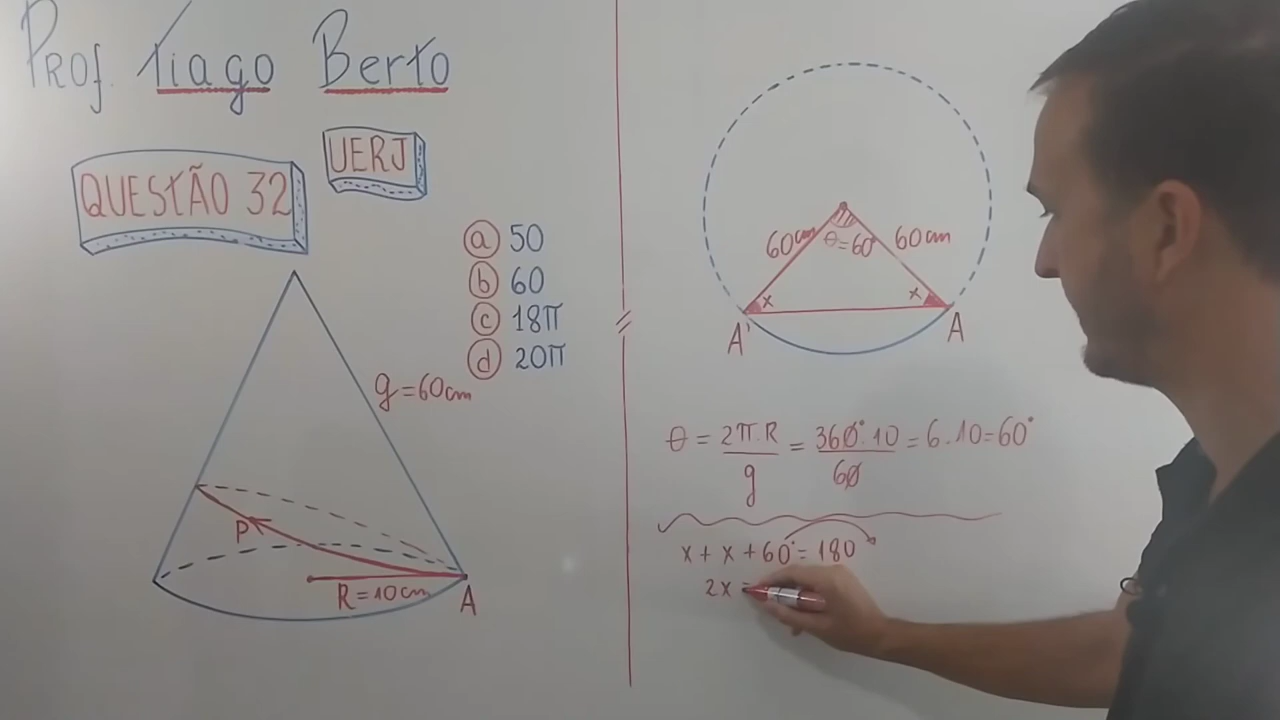 Prof. Tiago Berto
UERJ
QUESTÃO 32
a 50
b 60
c 18π
d 20π
g=60cm
P
R=10cm
A
60cm
θ=60°
60cm
x
x
A'
A
θ = 2π.R / g = 360°.10 / 60 = 6.10=60°
x + x + 60° = 180
2x =